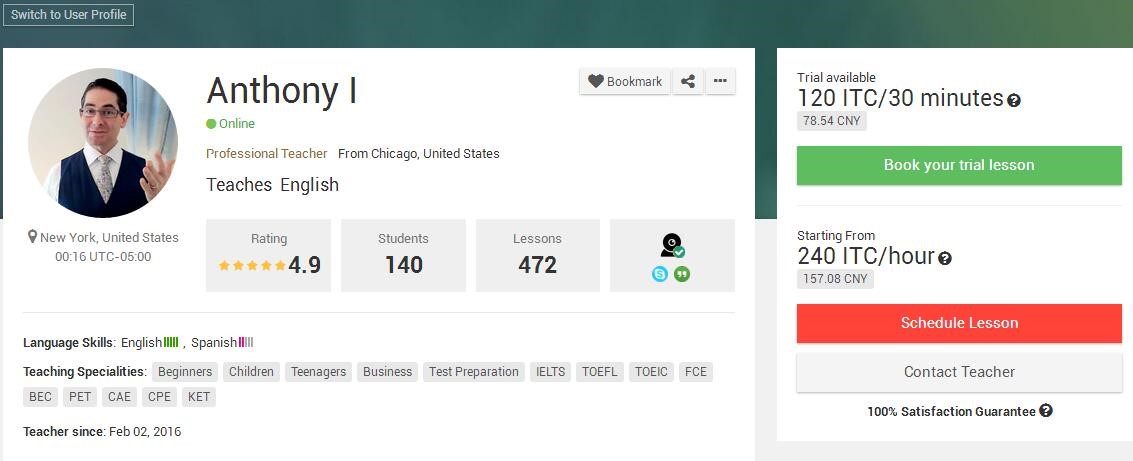 Switch to User Profile
Anthony I
Bookmark
Online
Professional Teacher From Chicago, United States
Teaches English
New York, United States
00:16 UTC-05:00
Rating
4.9
Students
140
Lessons
472
Language Skills: English , Spanish
Teaching Specialities: Beginners Children Teenagers Business Test Preparation IELTS TOEFL TOEIC FCE
BEC PET CAE CPE KET
Teacher since: Feb 02, 2016
Trial available
120 ITC/30 minutes
78.54 CNY
Book your trial lesson
Starting From
240 ITC/hour
157.08 CNY
Schedule Lesson
Contact Teacher
100% Satisfaction Guarantee